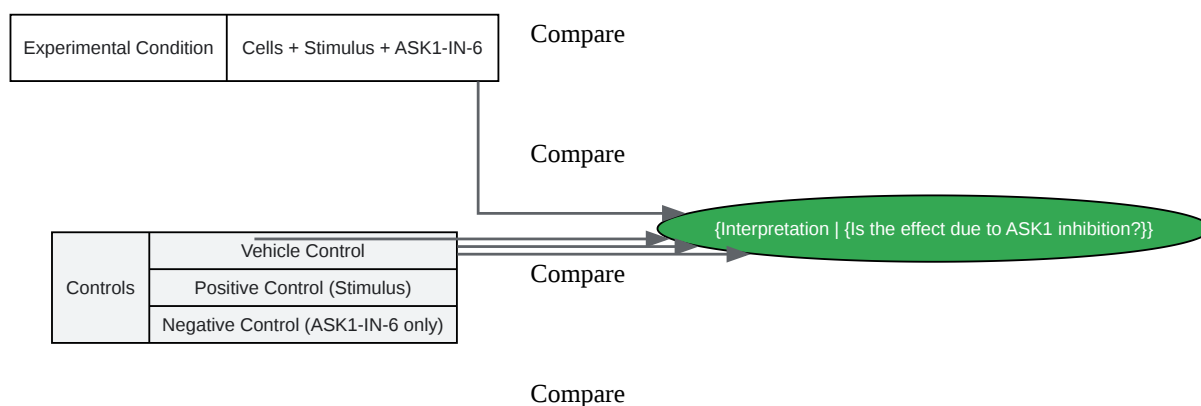 Compare
Experimental Condition
Cells + Stimulus + ASK1-IN-6
Compare
{Interpretation | {Is the effect due to ASK1 inhibition?}}
Controls
Vehicle Control
Positive Control (Stimulus)
Negative Control (ASK1-IN-6 only)
Compare
Compare